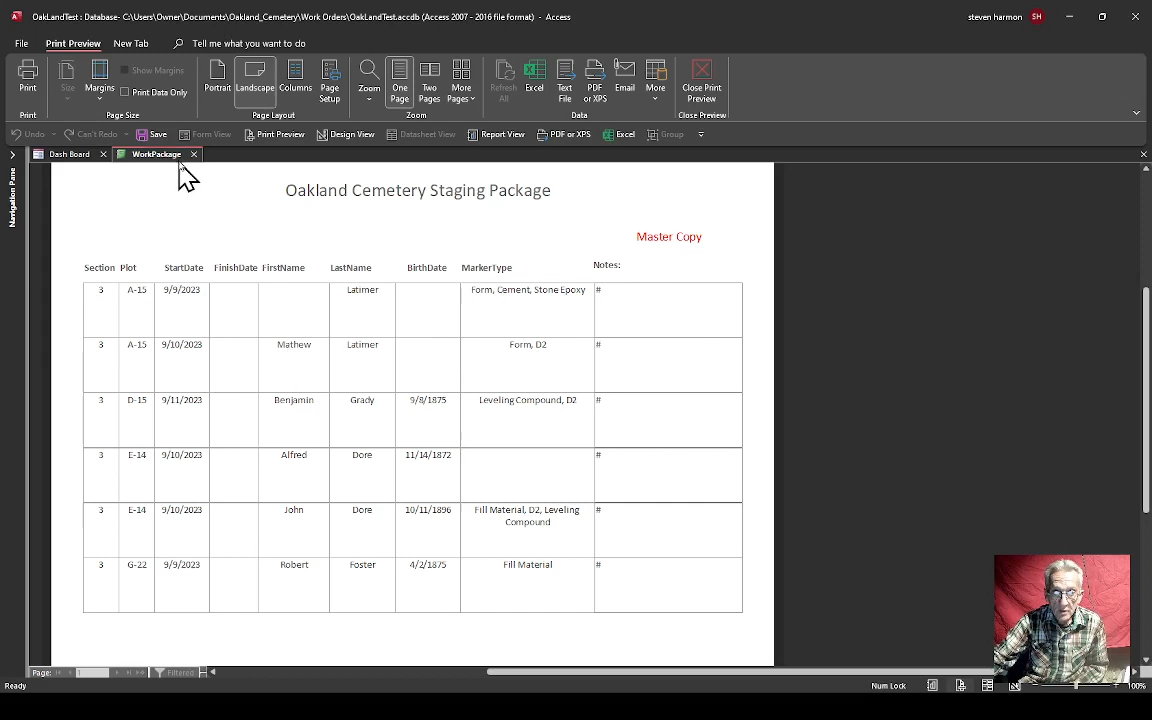 OakLandTest : Database- C:\Users\Owner\Documents\Oakland_Cemetery\Work Orders\OakLandTest.accdb (Access 2007 - 2016 file format) - Access
steven harmon SH
File Print Preview New Tab Tell me what you want to do
Print Size Margins Show Margins Print Data Only Portrait Landscape Columns Page Setup Zoom One Page Two Pages More Pages Refresh All Excel Text File PDF or XPS Email More Close Print Preview
Print Page Size Page Layout Zoom Data Close Preview
Undo Can't Redo Save Form View Print Preview Design View Datasheet View Report View PDF or XPS Excel Group
Dash Board WorkPackage
Navigation Pane
Oakland Cemetery Staging Package
Master Copy
Section Plot StartDate FinishDate FirstName LastName BirthDate MarkerType Notes:
3 A-15 9/9/2023 Latimer Form, Cement, Stone Epoxy #
3 A-15 9/10/2023 Mathew Latimer Form, D2 #
3 D-15 9/11/2023 Benjamin Grady 9/8/1875 Leveling Compound, D2 #
3 E-14 9/10/2023 Alfred Dore 11/14/1872 #
3 E-14 9/10/2023 John Dore 10/11/1896 Fill Material, D2, Leveling #
Compound
3 G-22 9/9/2023 Robert Foster 4/2/1875 Fill Material #
Page: 1 Filtered
Ready Num Lock 100%